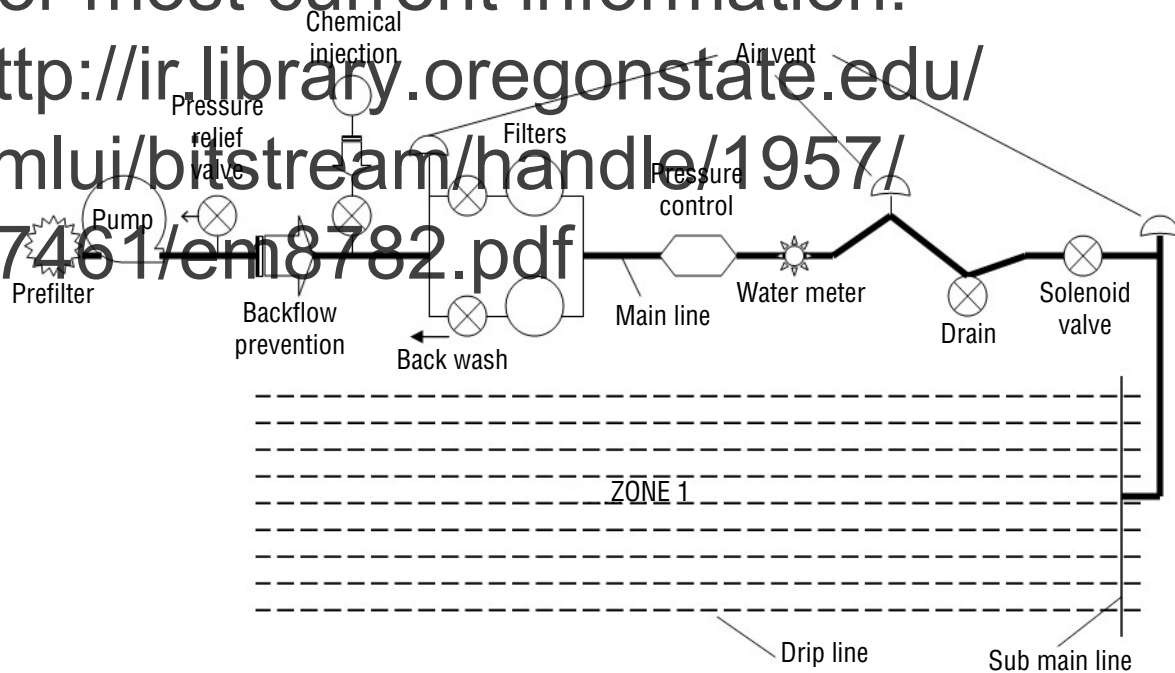 or most current information:
ttp://ir.library.oregonstate.edu/
mlui/bitstream/handle/1957/
7461/em8782.pdf
Chemical
injection
Air vent
Pressure
relief
valve
Filters
Pressure
control
Pump
Prefilter
Backflow
prevention
Back wash
Main line
Water meter
Drain
Solenoid
valve
ZONE 1
Drip line
Sub main line